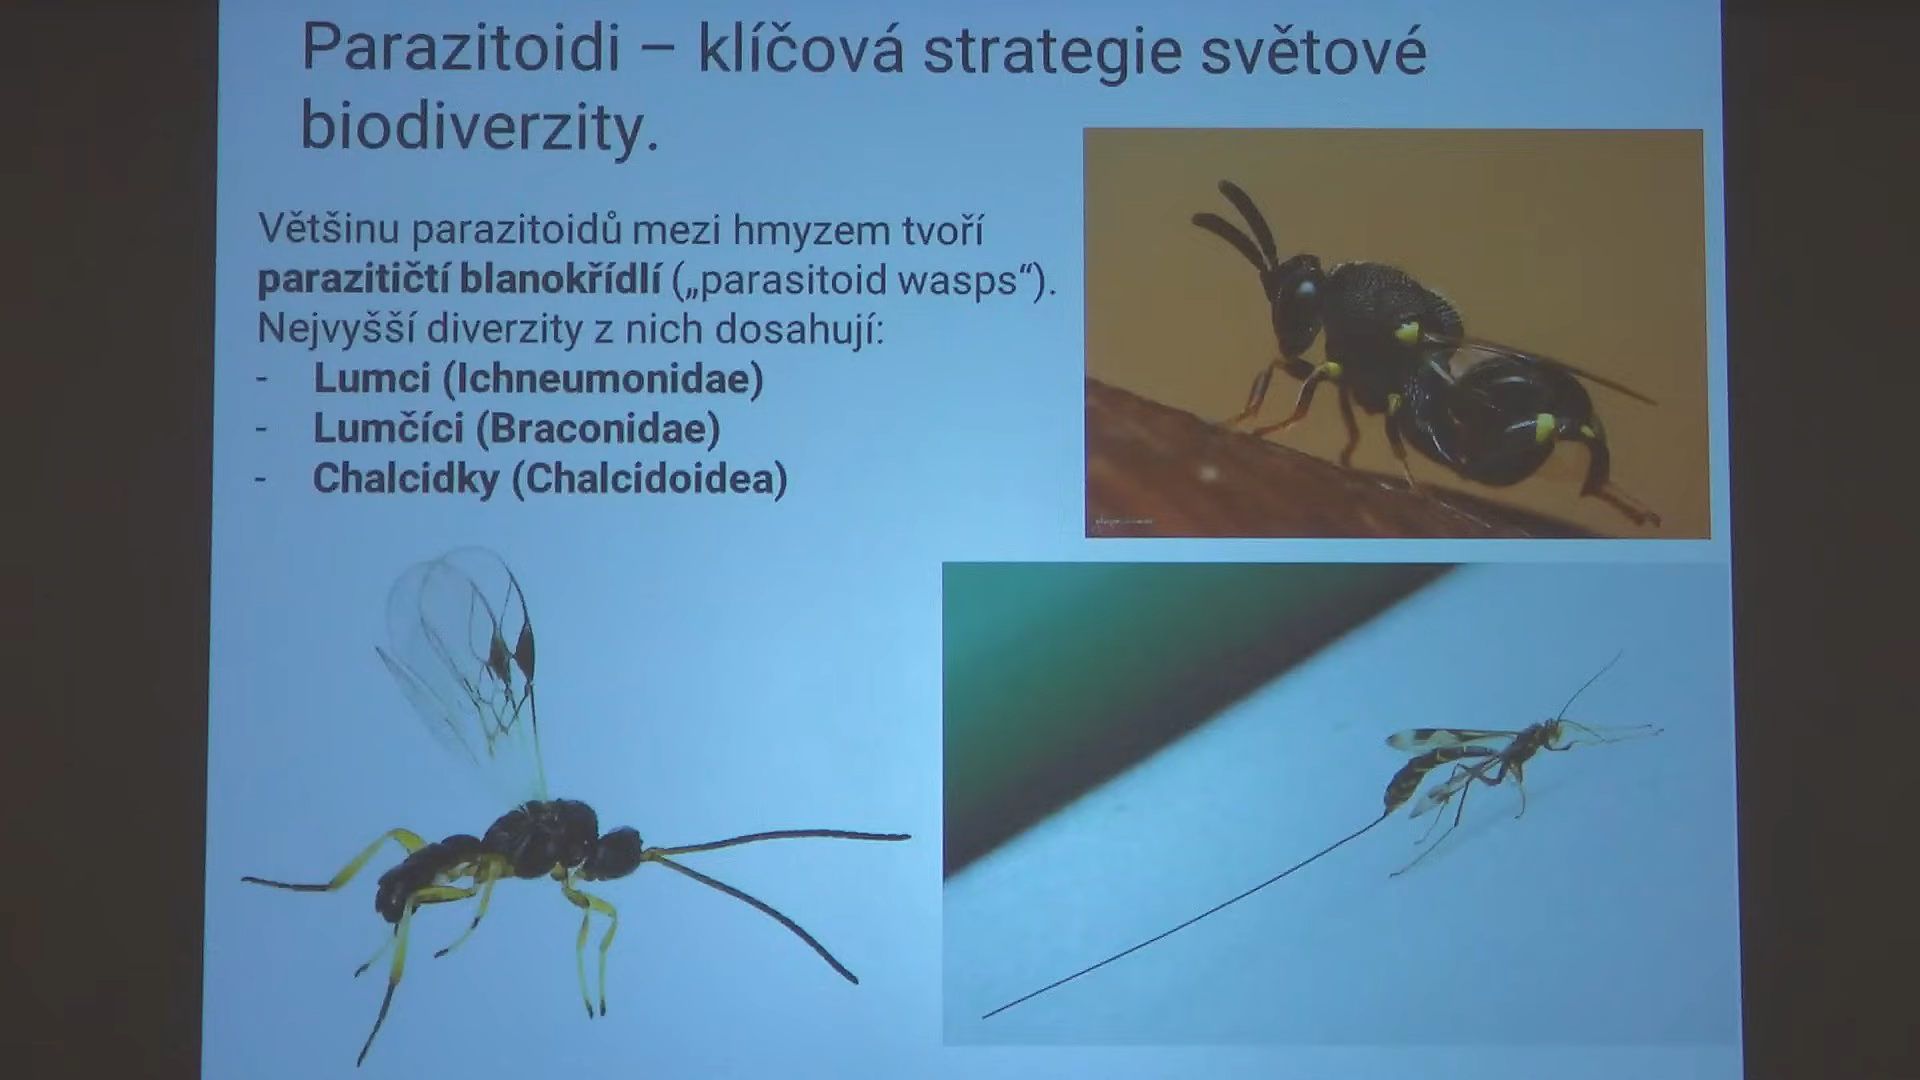 Parazitoidi – klíčová strategie světové
biodiverzity.
Většinu parazitoidů mezi hmyzem tvoří
parazitičtí blanokřídlí („parasitoid wasps“).
Nejvyšší diverzity z nich dosahují:
- Lumci (Ichneumonidae)
- Lumčíci (Braconidae)
- Chalcidky (Chalcidoidea)